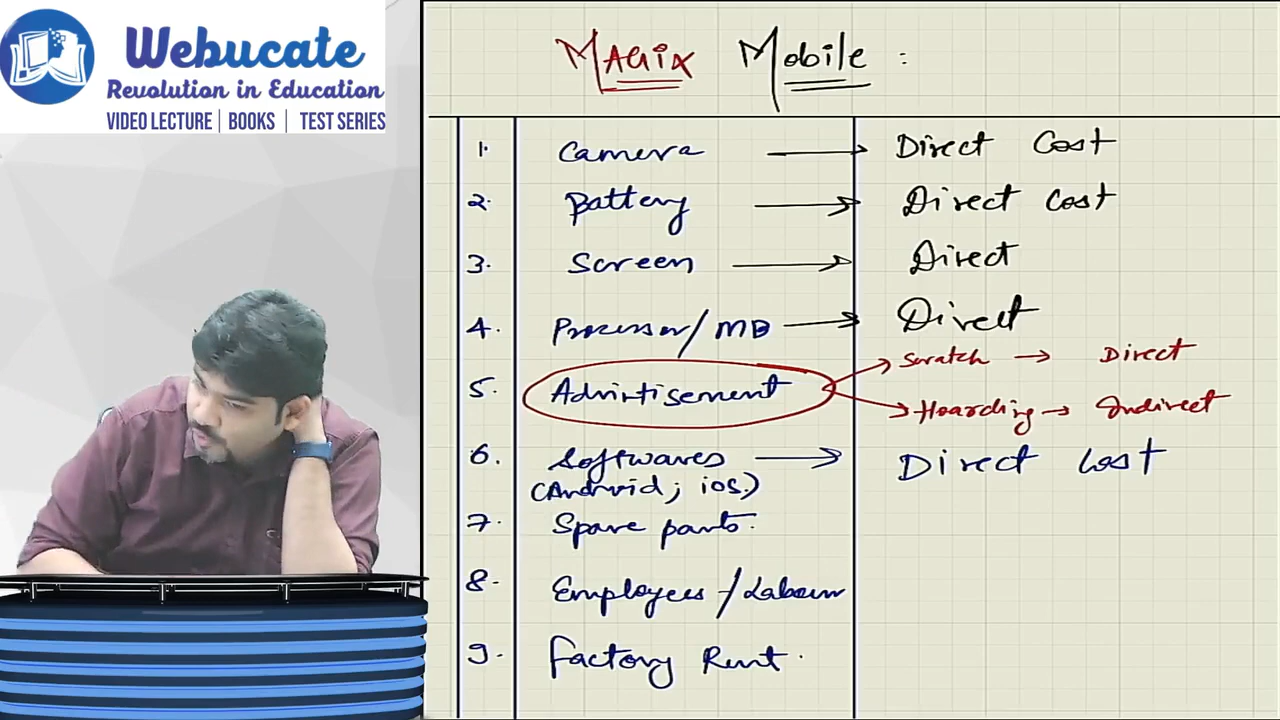 Webucate
Revolution in Education
VIDEO LECTURE | BOOKS | TEST SERIES
MAGIX Mobile :
1. Camera → Direct Cost
2. Battery → Direct Cost
3. Screen → Direct
4. Processor / MB → Direct
Scratch → Direct
5. Advirtisement
Hoarding → Indirect
6. Softwares → Direct Cost
(Android; ios.)
7. Spare parts.
8. Employees / Labour
9. Factory Rent.